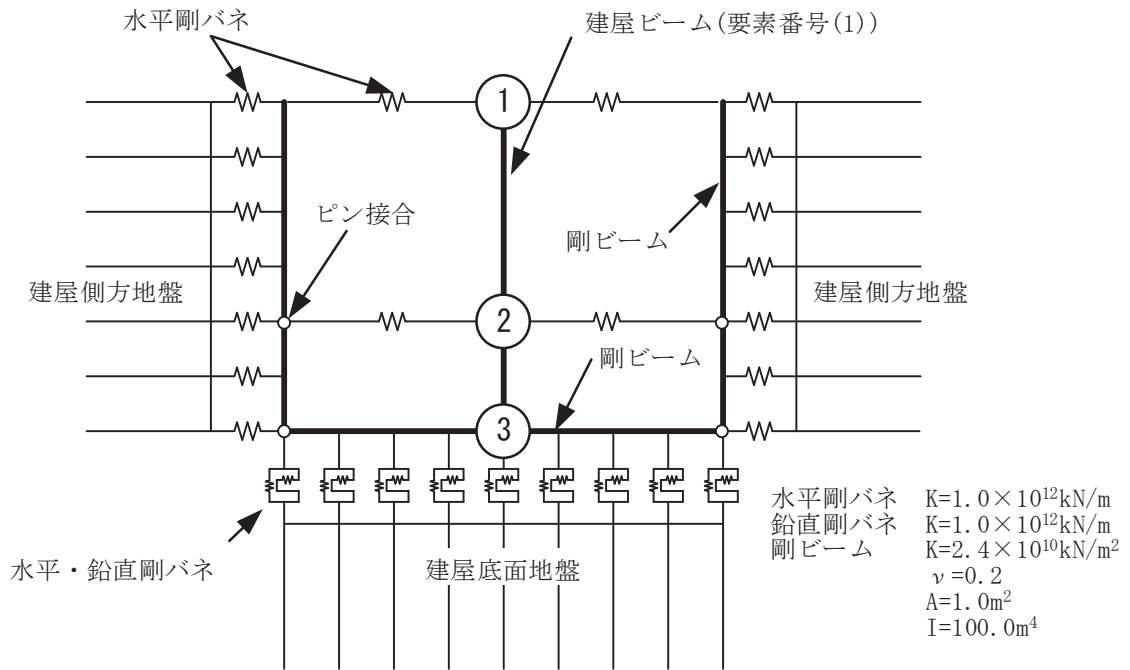 水平剛バネ
建屋ビーム(要素番号(1))
1
ピン接合
剛ビーム
建屋側方地盤
建屋側方地盤
2
剛ビーム
3
水平・鉛直剛バネ
建屋底面地盤
水平剛バネ K=1.0×10¹²kN/m
鉛直剛バネ K=1.0×10¹²kN/m
剛ビーム K=2.4×10¹⁰kN/m²
ν=0.2
A=1.0m²
I=100.0m⁴